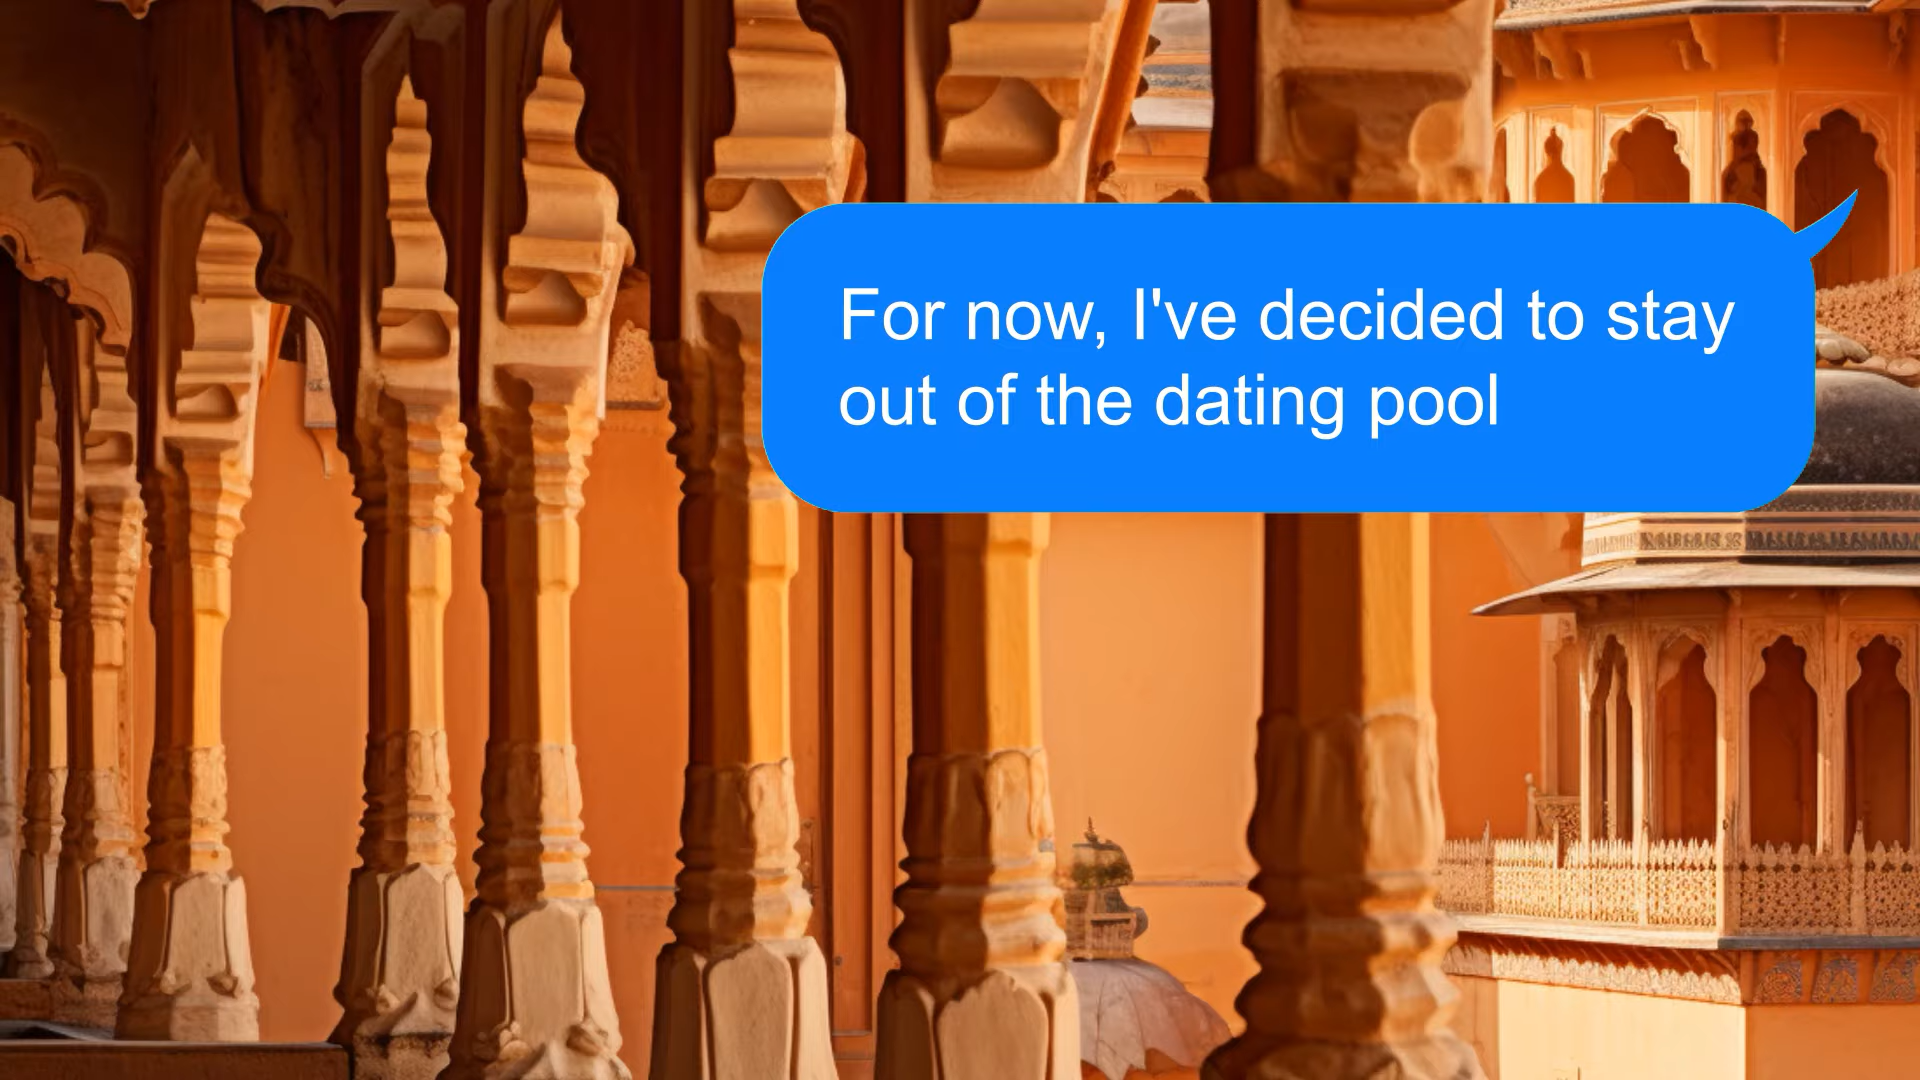 For now, I've decided to stay
out of the dating pool